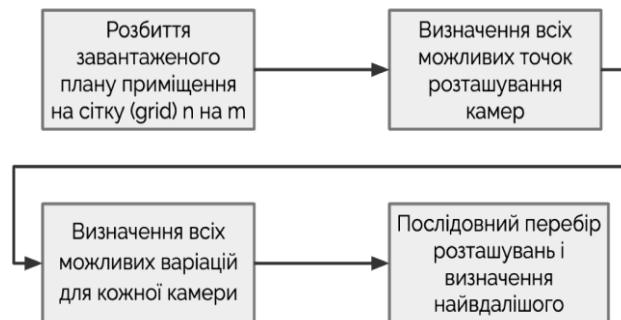 Розбиття
завантаженого
плану приміщення
на сітку (grid) n на m
Визначення всіх
можливих точок
розташування
камер
Визначення всіх
можливих варіацій
для кожної камери
Послідовний перебір
розташувань і
визначення
найвдалішого